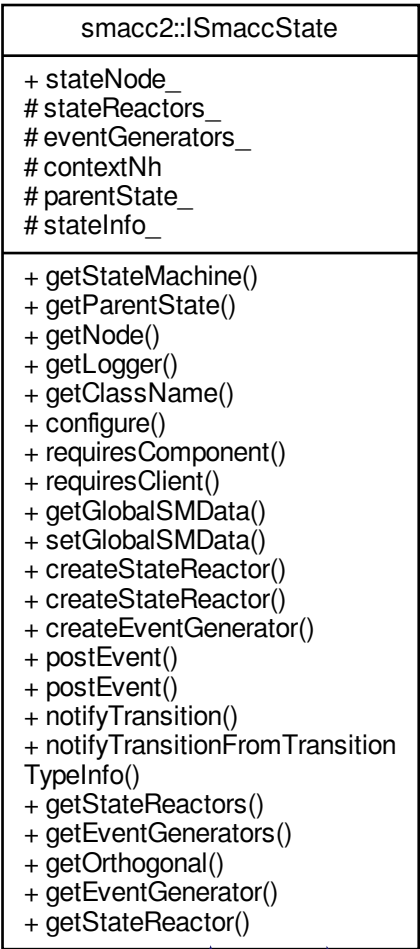 smacc2::ISmaccState
+ stateNode_
# stateReactors_
# eventGenerators_
# contextNh
# parentState_
# stateInfo_
+ getStateMachine()
+ getParentState()
+ getNode()
+ getLogger()
+ getClassName()
+ configure()
+ requiresComponent()
+ requiresClient()
+ getGlobalSMData()
+ setGlobalSMData()
+ createStateReactor()
+ createStateReactor()
+ createEventGenerator()
+ postEvent()
+ postEvent()
+ notifyTransition()
+ notifyTransitionFromTransition
TypeInfo()
+ getStateReactors()
+ getEventGenerators()
+ getOrthogonal()
+ getEventGenerator()
+ getStateReactor()